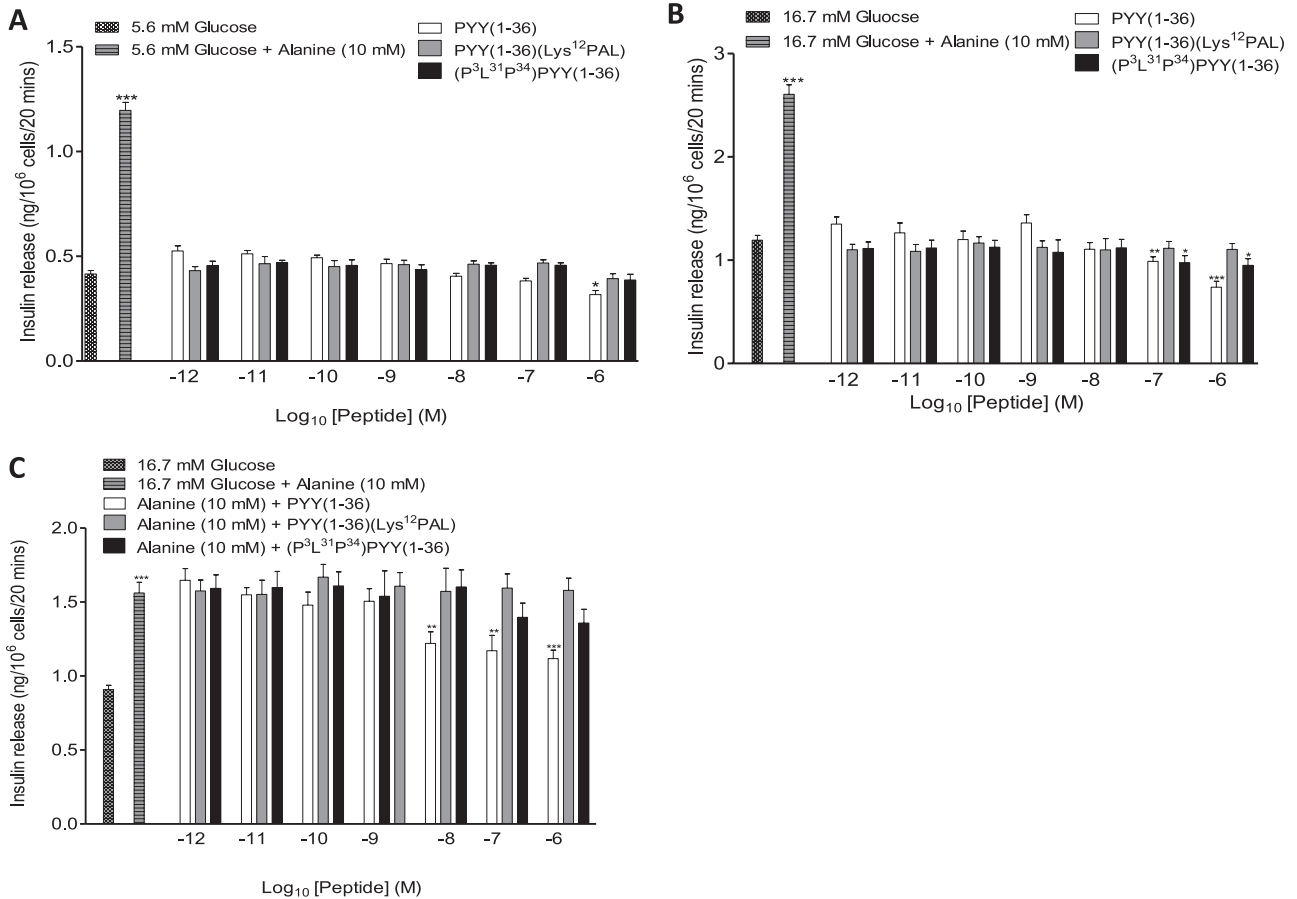 A
5.6 mM Glucose
5.6 mM Glucose + Alanine (10 mM)
PYY(1-36)
PYY(1-36)(Lys¹²PAL)
(P³L³¹P³⁴)PYY(1-36)
Insulin release (ng/10⁶ cells/20 mins)
1.5
1.0
0.5
0.0
***
*
-12 -11 -10 -9 -8 -7 -6
Log₁₀ [Peptide] (M)
B
16.7 mM Gluocse
16.7 mM Glucose + Alanine (10 mM)
PYY(1-36)
PYY(1-36)(Lys¹²PAL)
(P³L³¹P³⁴)PYY(1-36)
Insulin release (ng/10⁶ cells/20 mins)
3
2
1
0
***
** * *** *
-12 -11 -10 -9 -8 -7 -6
Log₁₀ [Peptide] (M)
C
16.7 mM Glucose
16.7 mM Glucose + Alanine (10 mM)
Alanine (10 mM) + PYY(1-36)
Alanine (10 mM) + PYY(1-36)(Lys¹²PAL)
Alanine (10 mM) + (P³L³¹P³⁴)PYY(1-36)
Insulin release (ng/10⁶ cells/20 mins)
2.0
1.5
1.0
0.5
0.0
***
** ** ***
-12 -11 -10 -9 -8 -7 -6
Log₁₀ [Peptide] (M)